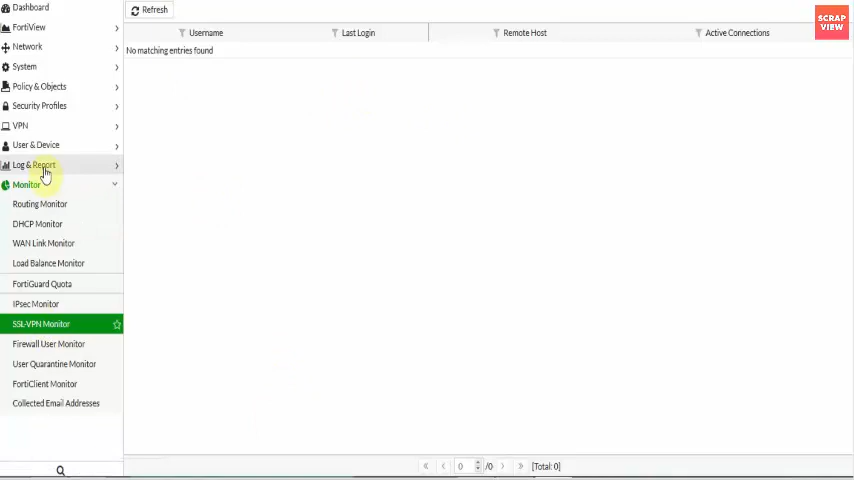 Dashboard
FortiView
Network
System
Policy & Objects
Security Profiles
VPN
User & Device
Log & Report
Monitor
Routing Monitor
DHCP Monitor
WAN Link Monitor
Load Balance Monitor
FortiGuard Quota
IPsec Monitor
SSL-VPN Monitor
Firewall User Monitor
User Quarantine Monitor
FortiClient Monitor
Collected Email Addresses
Refresh
Username Last Login Remote Host Active Connections
No matching entries found
« ‹ 0 /0 › » [Total: 0]
SCRAP
VIEW